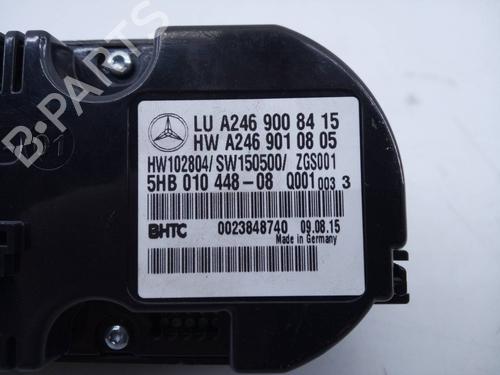 B-PARTS
LU A246 900 84 15
HW A246 901 08 05
HW102804/SW150500/ ZGS001
5HB 010 448-08 Q001 003 3
BHTC 0023848740 09.08.15
Made in Germany